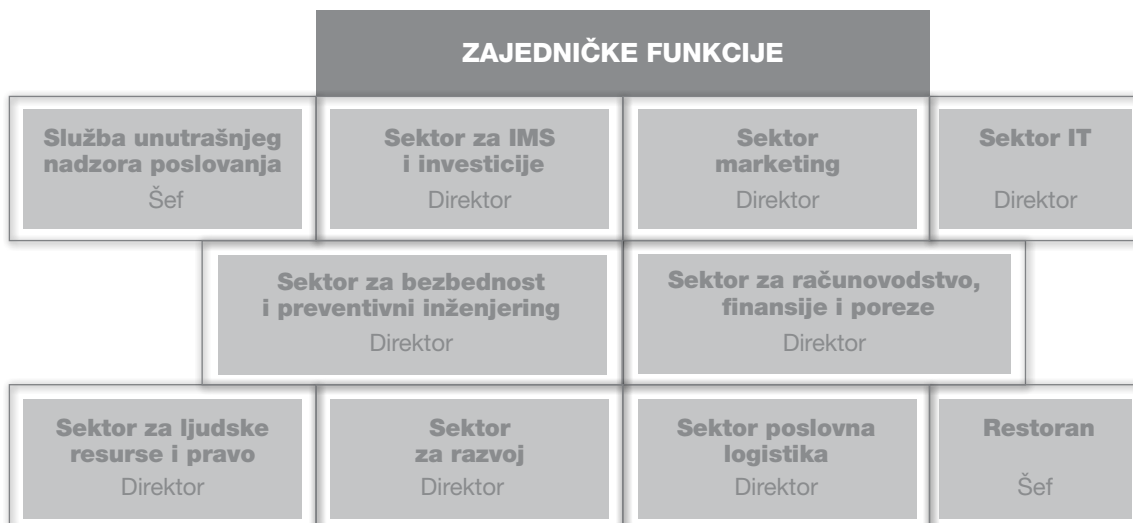 ZAJEDNIČKE FUNKCIJE
Služba unutrašnjeg
nadzora poslovanja
Šef
Sektor za IMS
i investicije
Direktor
Sektor
marketing
Direktor
Sektor IT
Direktor
Sektor za bezbednost
i preventivni inženjering
Direktor
Sektor za računovodstvo,
finansije i poreze
Direktor
Sektor za ljudske
resurse i pravo
Direktor
Sektor
za razvoj
Direktor
Sektor poslovna
logistika
Direktor
Restoran
Šef